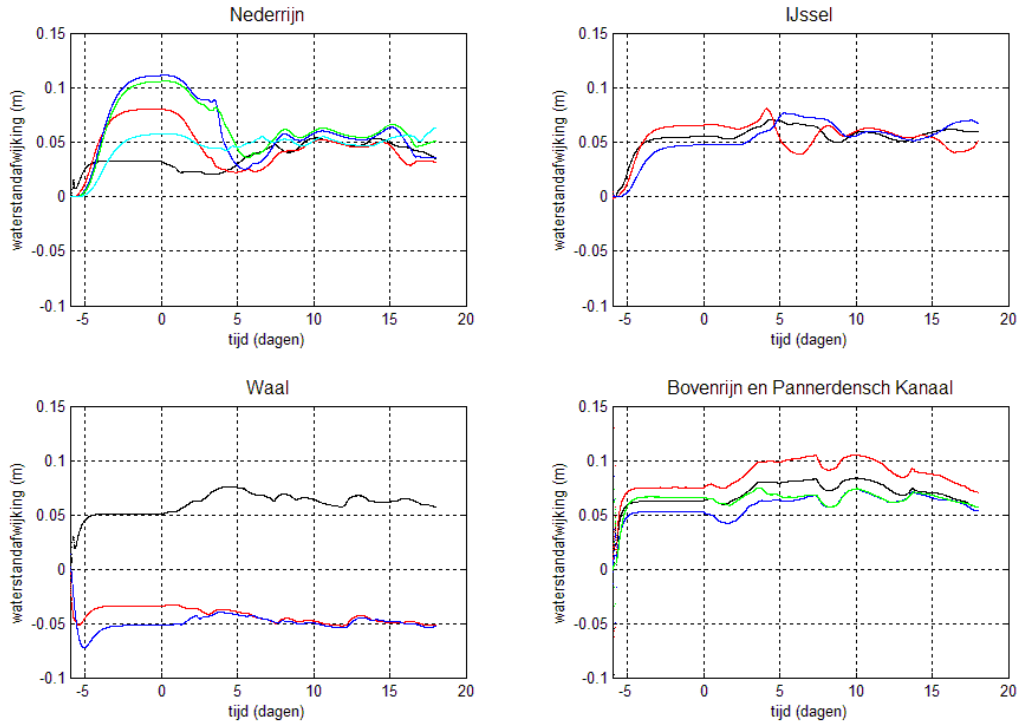 Nederrijn
0.15
0.1
0.05
0
-0.05
-0.1
waterstandafwijking (m)
-5 0 5 10 15 20
tijd (dagen)
IJssel
0.15
0.1
0.05
0
-0.05
-0.1
waterstandafwijking (m)
-5 0 5 10 15 20
tijd (dagen)
Waal
0.15
0.1
0.05
0
-0.05
-0.1
waterstandafwijking (m)
-5 0 5 10 15 20
tijd (dagen)
Bovenrijn en Pannerdensch Kanaal
0.15
0.1
0.05
0
-0.05
-0.1
waterstandafwijking (m)
-5 0 5 10 15 20
tijd (dagen)